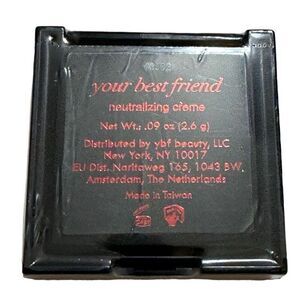 your best friend
neutralizing crème
Net Wt: .09 oz (2.6 g)
Distributed by ybf beauty, LLC
New York, NY 10017
EU Dist. Naritaweg 165, 1043 BW,
Amsterdam, The Netherlands
Made in Taiwan